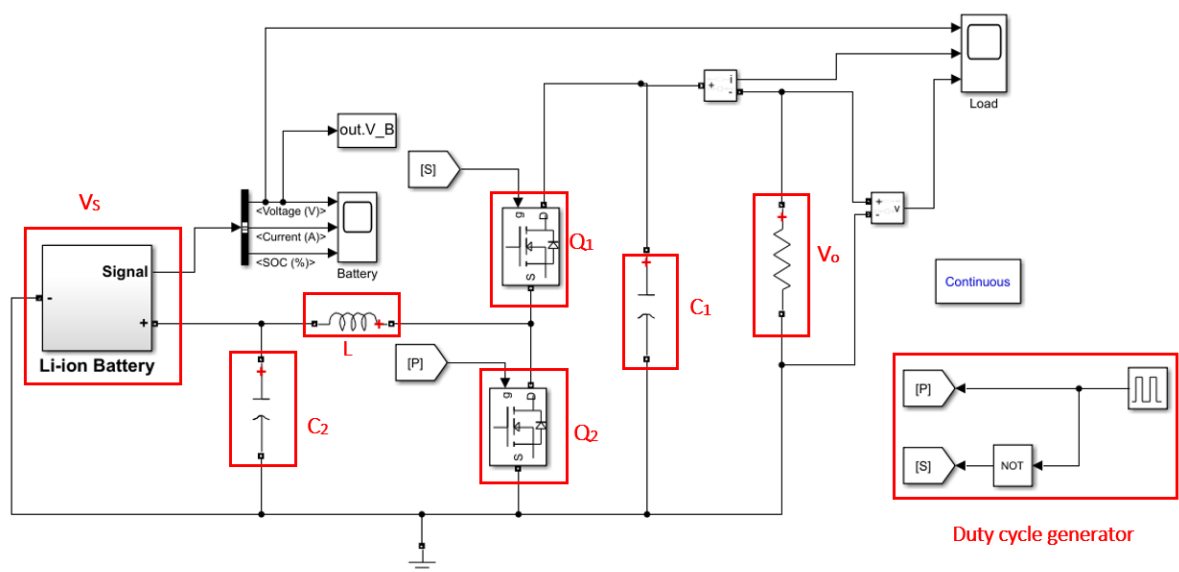 Load
out.V_B
[S]
Vs
<Voltage (V)>
<Current (A)>
<SOC (%)>
Battery
Signal
-
+
Li-ion Battery
g
D
S
Q1
+
i
-
+
-
v
+
Vo
Continuous
+
C1
+
L
[P]
+
C2
g
D
S
Q2
[P]
[S]
NOT
Duty cycle generator